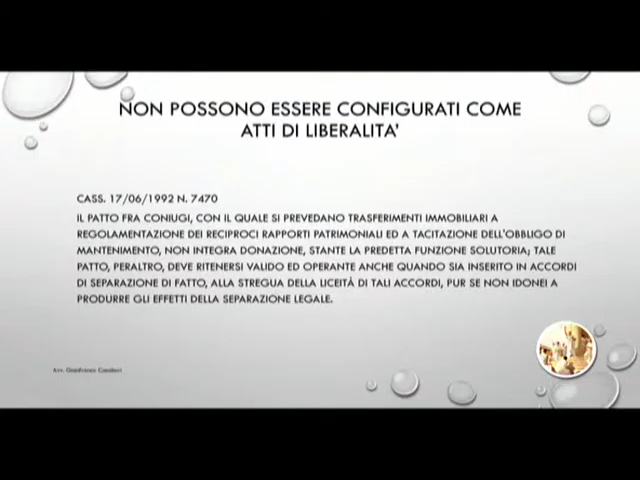 NON POSSONO ESSERE CONFIGURATI COME
ATTI DI LIBERALITA'
CASS. 17/06/1992 N. 7470
IL PATTO FRA CONIUGI, CON IL QUALE SI PREVEDANO TRASFERIMENTI IMMOBILIARI A
REGOLAMENTAZIONE DEI RECIPROCI RAPPORTI PATRIMONIALI ED A TACITAZIONE DELL'OBBLIGO DI
MANTENIMENTO, NON INTEGRA DONAZIONE, STANTE LA PREDETTA FUNZIONE SOLUTORIA; TALE
PATTO, PERALTRO, DEVE RITENERSI VALIDO ED OPERANTE ANCHE QUANDO SIA INSERITO IN ACCORDI
DI SEPARAZIONE DI FATTO, ALLA STREGUA DELLA LICEITÀ DI TALI ACCORDI, PUR SE NON IDONEI A
PRODURRE GLI EFFETTI DELLA SEPARAZIONE LEGALE.
Avv. Gianfranco